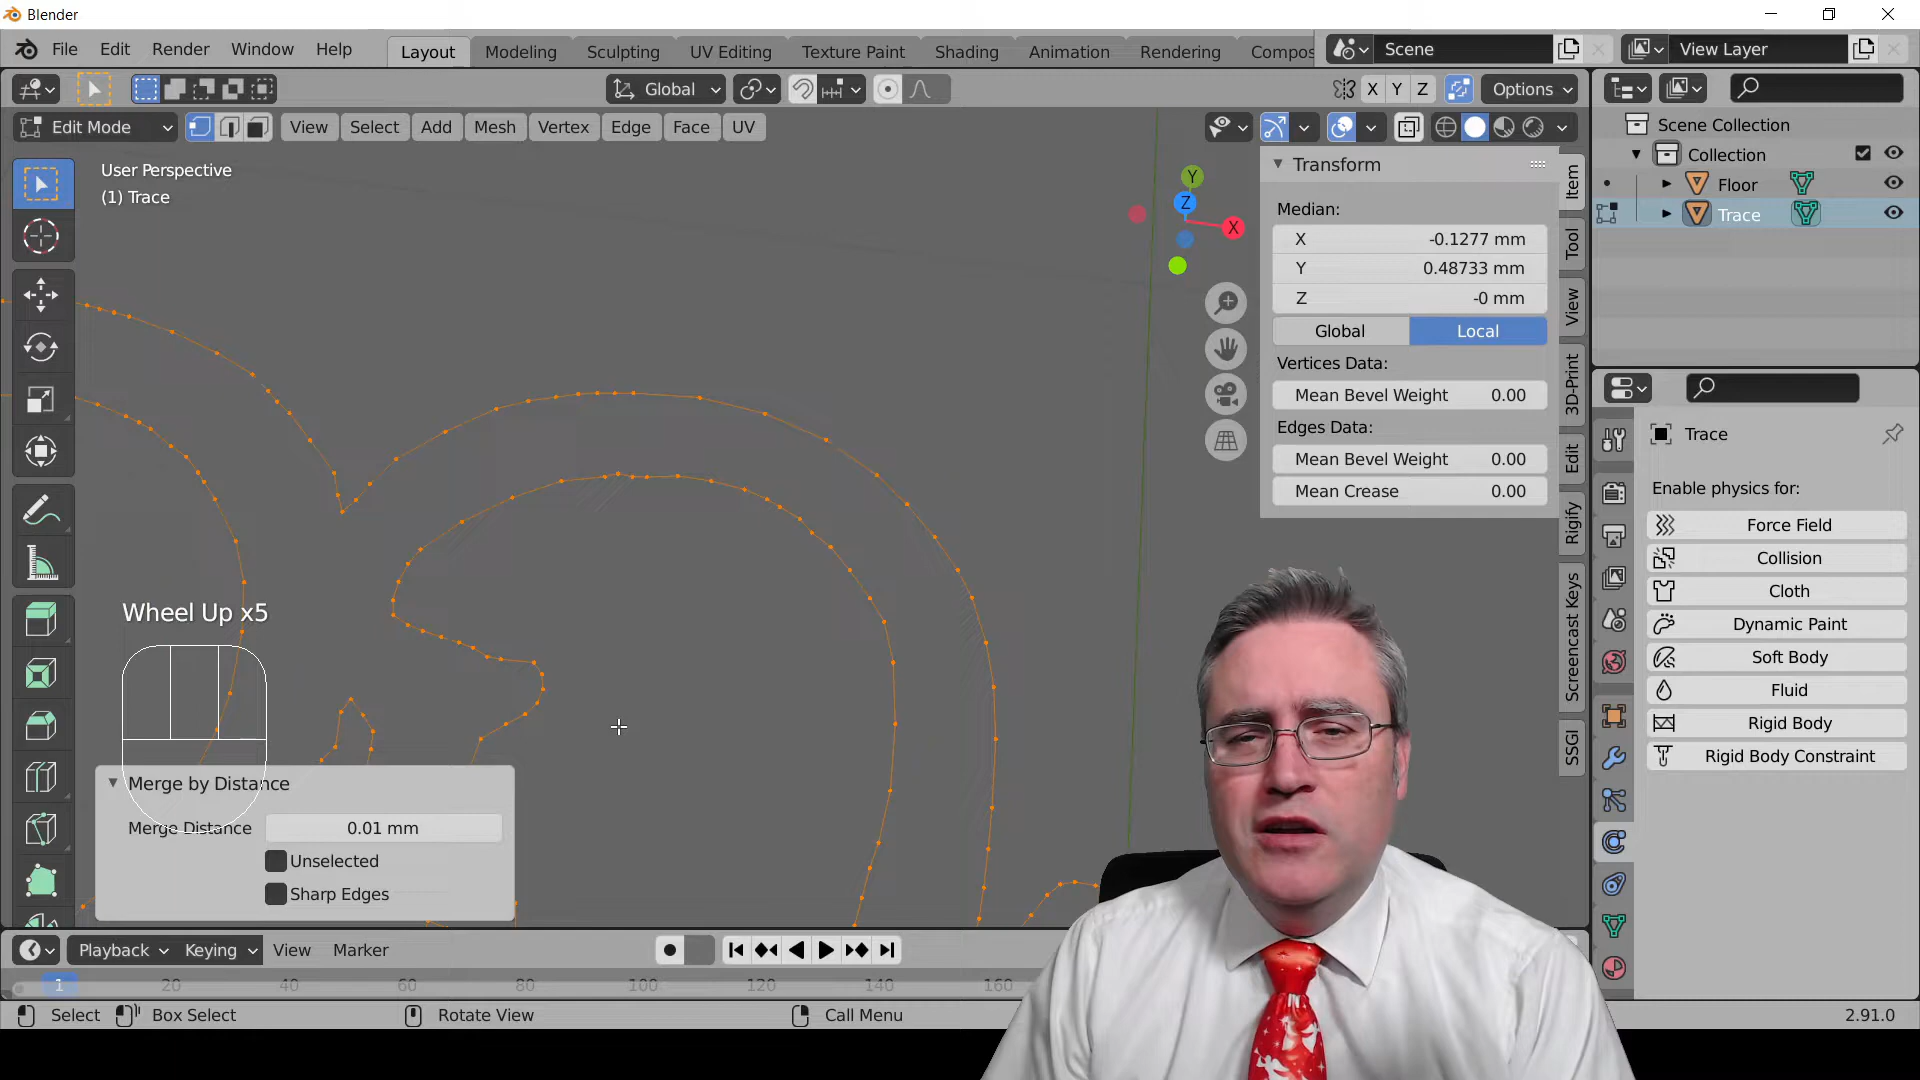 Blender
File Edit Render Window Help
Layout Modeling Sculpting UV Editing Texture Paint Shading Animation Rendering Compos
Scene
View Layer
Global
X Y Z
Options
Edit Mode
View Select Add Mesh Vertex Edge Face UV
User Perspective
(1) Trace
Y
Z
X
Transform
Median:
X -0.1277 mm
Y 0.48733 mm
Z -0 mm
Global Local
Vertices Data:
Mean Bevel Weight 0.00
Edges Data:
Mean Bevel Weight 0.00
Mean Crease 0.00
Item
Tool
View
3D-Print
Edit
Rigify
Screencast Keys
SSGI
Scene Collection
Collection
Floor
Trace
Trace
Enable physics for:
Force Field
Collision
Cloth
Dynamic Paint
Soft Body
Fluid
Rigid Body
Rigid Body Constraint
Wheel Up x5
Merge by Distance
Merge Distance 0.01 mm
Unselected
Sharp Edges
Playback Keying View Marker
1 20 40 60 80 100 120 140 160
Select Box Select Rotate View Call Menu 2.91.0